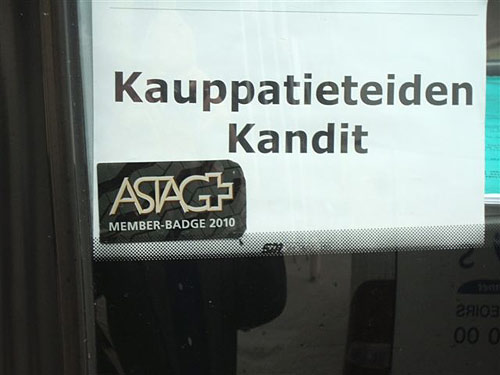 Kauppatieteiden
Kandit
ASTAG
MEMBER-BADGE 2010